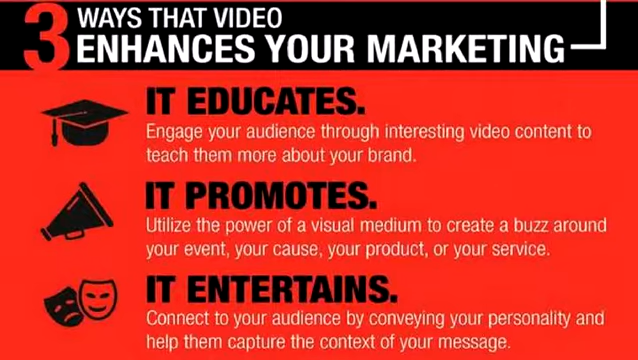 3 WAYS THAT VIDEO
ENHANCES YOUR MARKETING
IT EDUCATES.
Engage your audience through interesting video content to
teach them more about your brand.
IT PROMOTES.
Utilize the power of a visual medium to create a buzz around
your event, your cause, your product, or your service.
IT ENTERTAINS.
Connect to your audience by conveying your personality and
help them capture the context of your message.